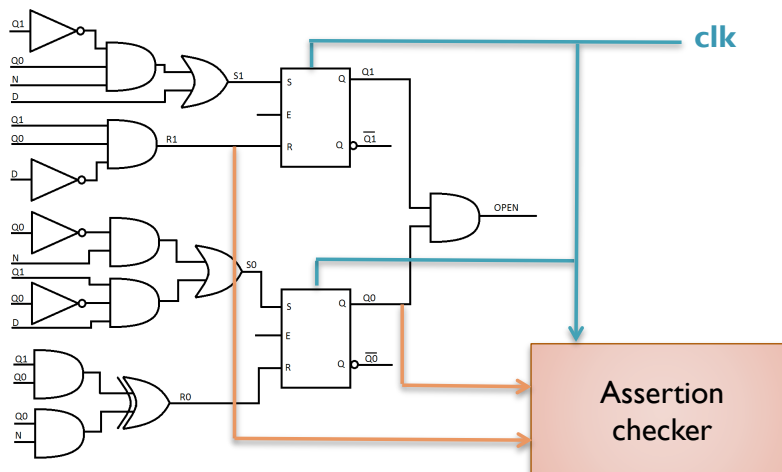 Q1
Q0
N
D
S1
S
Q
Q1
clk
E
Q1
Q0
D
R1
R
Q
Q1
OPEN
Q0
N
Q1
Q0
D
S0
S
Q
Q0
E
R
Q
Q0
Q1
Q0
Q0
N
R0
Assertion
checker